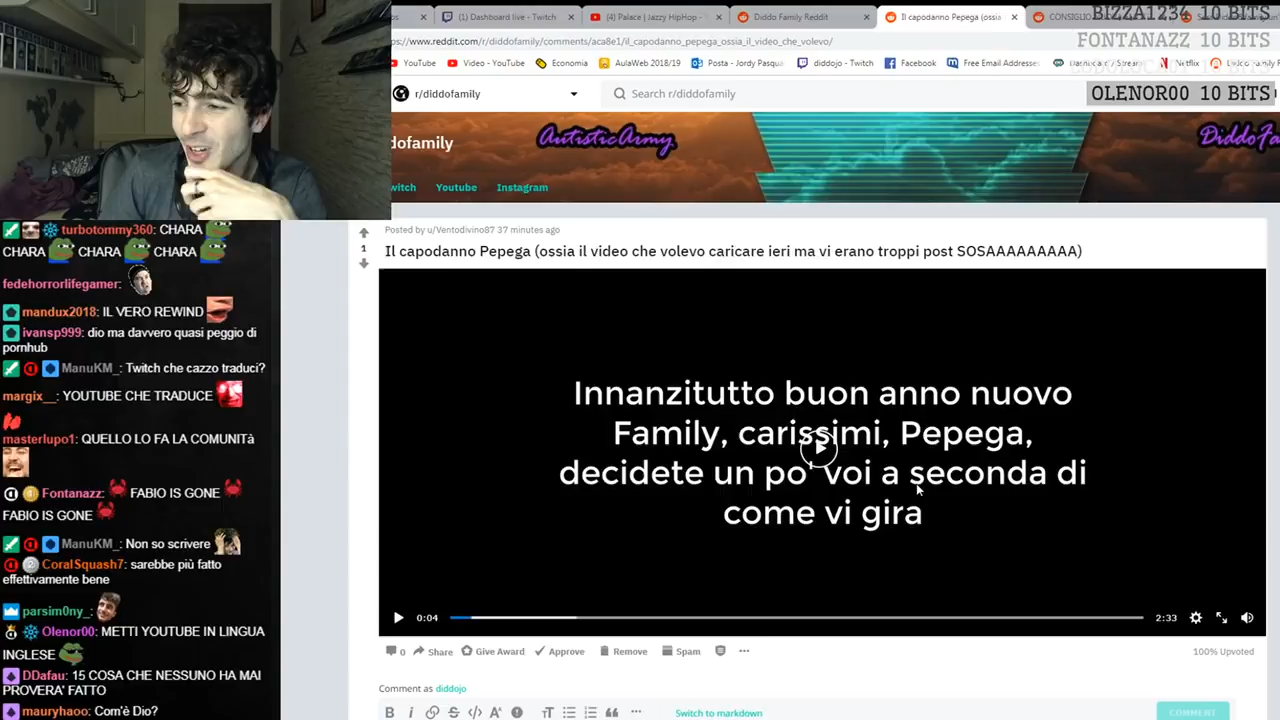 (1) Dashboard live - Twitch
(4) Palace | Jazzy HipHop -
Diddo Family Reddit
Il capodanno Pepega (ossia
CONSIGLIO
BIZZA1234 10 BITS
ps://www.reddit.com/r/diddofamily/comments/aca8e1/il_capodanno_pepega_ossia_il_video_che_volevo/
FONTANAZZ 10 BITS
YouTube
Video - YouTube
Economia
AulaWeb 2018/19
Posta - Jordy Pasqua
diddojo - Twitch
Facebook
Free Email Addresses
Netflix
r/diddofamily
Search r/diddofamily
OLENOR00 10 BITS
dofamily
AutisticArmy
DiddoFa
witch
Youtube
Instagram
Posted by u/Ventodivino87 37 minutes ago
1
Il capodanno Pepega (ossia il video che volevo caricare ieri ma vi erano troppi post SOSAAAAAAAAA)
Innanzitutto buon anno nuovo
Family, carissimi, Pepega,
decidete un po' voi a seconda di
come vi gira
0:04
2:33
0
Share
Give Award
Approve
Remove
Spam
100% Upvoted
Comment as diddojo
Switch to markdown
COMMENT
turbotommy360: CHARA
CHARA CHARA CHARA
fedehorrorlifegamer:
mandux2018: IL VERO REWIND
ivansp999: dio ma davvero quasi peggio di
pornhub
ManuKM_: Twitch che cazzo traduci?
margix__: YOUTUBE CHE TRADUCE
masterlupo1: QUELLO LO FA LA COMUNITà
Fontanazz: FABIO IS GONE
FABIO IS GONE
ManuKM_: Non so scrivere
CoralSquash7: sarebbe più fatto
effettivamente bene
parsim0ny_:
Olenor00: METTI YOUTUBE IN LINGUA
INGLESE
DDafau: 15 COSA CHE NESSUNO HA MAI
PROVERA' FATTO
mauryhaoo: Com'è Dio?